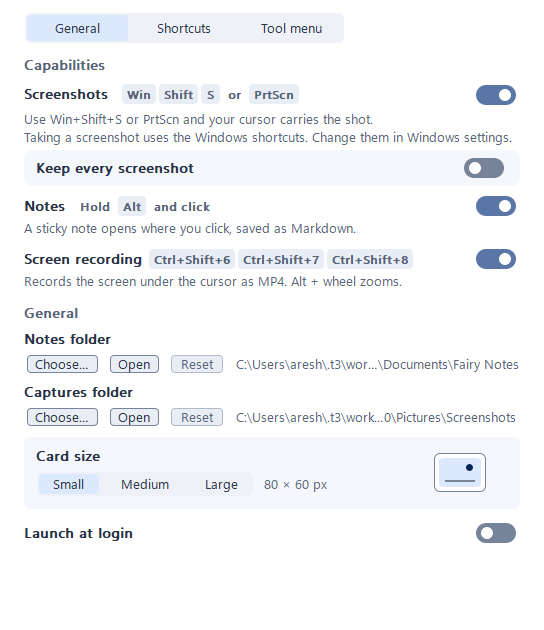 General Shortcuts Tool menu
Capabilities
Screenshots Win Shift S or PrtScn
Use Win+Shift+S or PrtScn and your cursor carries the shot.
Taking a screenshot uses the Windows shortcuts. Change them in Windows settings.
Keep every screenshot
Notes Hold Alt and click
A sticky note opens where you click, saved as Markdown.
Screen recording Ctrl+Shift+6 Ctrl+Shift+7 Ctrl+Shift+8
Records the screen under the cursor as MP4. Alt + wheel zooms.
General
Notes folder
Choose... Open Reset C:\Users\aresh\.t3\wor...\Documents\Fairy Notes
Captures folder
Choose... Open Reset C:\Users\aresh\.t3\work...0\Pictures\Screenshots
Card size
Small Medium Large 80 × 60 px
Launch at login